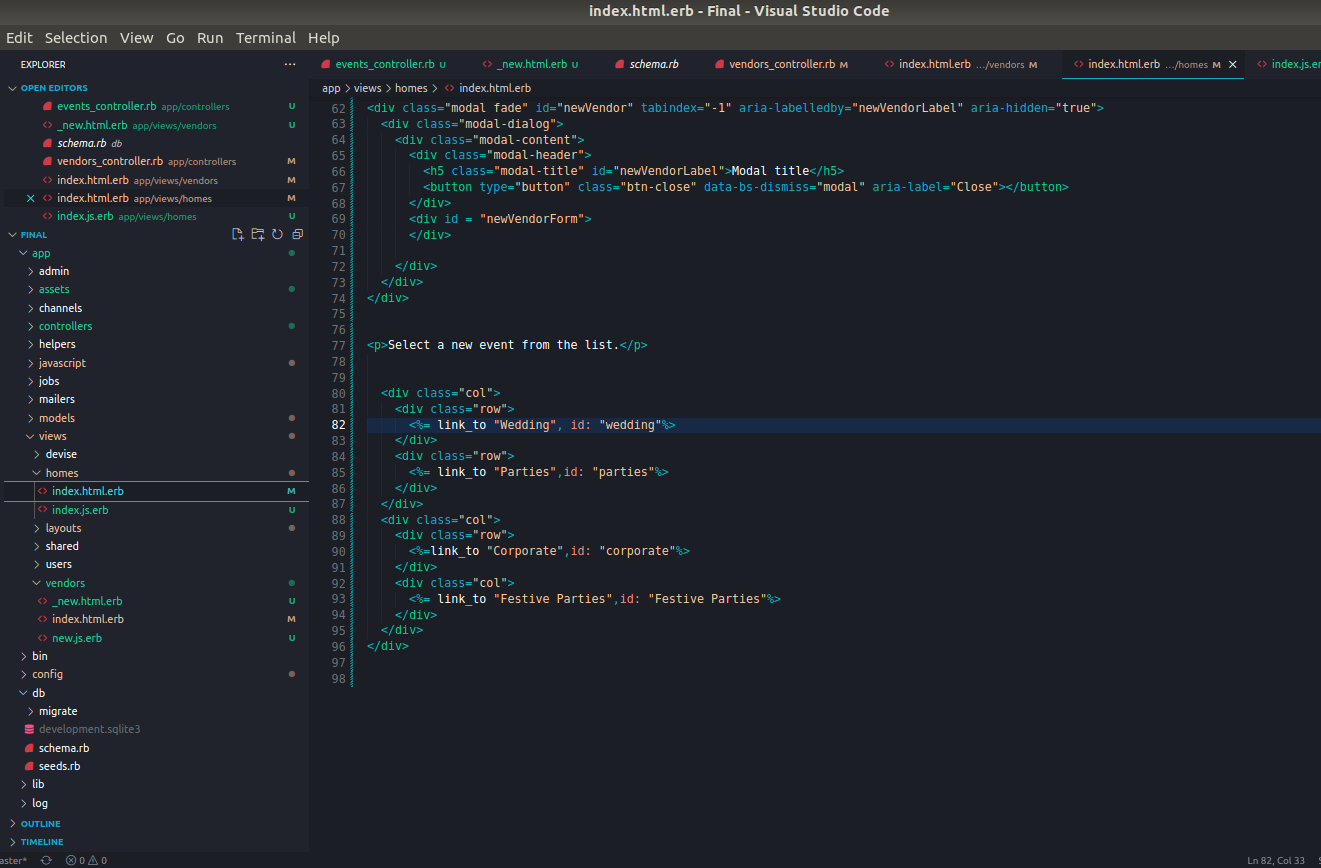 index.html.erb - Final - Visual Studio Code
Edit Selection View Go Run Terminal Help
EXPLORER ...
events_controller.rb U _new.html.erb U schema.rb vendors_controller.rb M index.html.erb .../vendors M index.html.erb .../homes M index.js.er
OPEN EDITORS
events_controller.rb app/controllers U
_new.html.erb app/views/vendors U
schema.rb db
vendors_controller.rb app/controllers M
index.html.erb app/views/vendors M
index.html.erb app/views/homes M
index.js.erb app/views/homes U
FINAL
app
admin
assets
channels
controllers
helpers
javascript
jobs
mailers
models
views
devise
homes
index.html.erb M
index.js.erb U
layouts
shared
users
vendors
_new.html.erb U
index.html.erb M
new.js.erb U
bin
config
db
migrate
development.sqlite3
schema.rb
seeds.rb
lib
log
OUTLINE
TIMELINE
app > views > homes > index.html.erb
62 <div class="modal fade" id="newVendor" tabindex="-1" aria-labelledby="newVendorLabel" aria-hidden="true">
63 <div class="modal-dialog">
64 <div class="modal-content">
65 <div class="modal-header">
66 <h5 class="modal-title" id="newVendorLabel">Modal title</h5>
67 <button type="button" class="btn-close" data-bs-dismiss="modal" aria-label="Close"></button>
68 </div>
69 <div id = "newVendorForm">
70 </div>
71
72 </div>
73 </div>
74 </div>
75
76
77 <p>Select a new event from the list.</p>
78
79
80 <div class="col">
81 <div class="row">
82 <%= link_to "Wedding", id: "wedding"%>
83 </div>
84 <div class="row">
85 <%= link_to "Parties",id: "parties"%>
86 </div>
87 </div>
88 <div class="col">
89 <div class="row">
90 <%=link_to "Corporate",id: "corporate"%>
91 </div>
92 <div class="col">
93 <%= link_to "Festive Parties",id: "Festive Parties"%>
94 </div>
95 </div>
96 </div>
97
98
aster* 0 0 Ln 82, Col 33